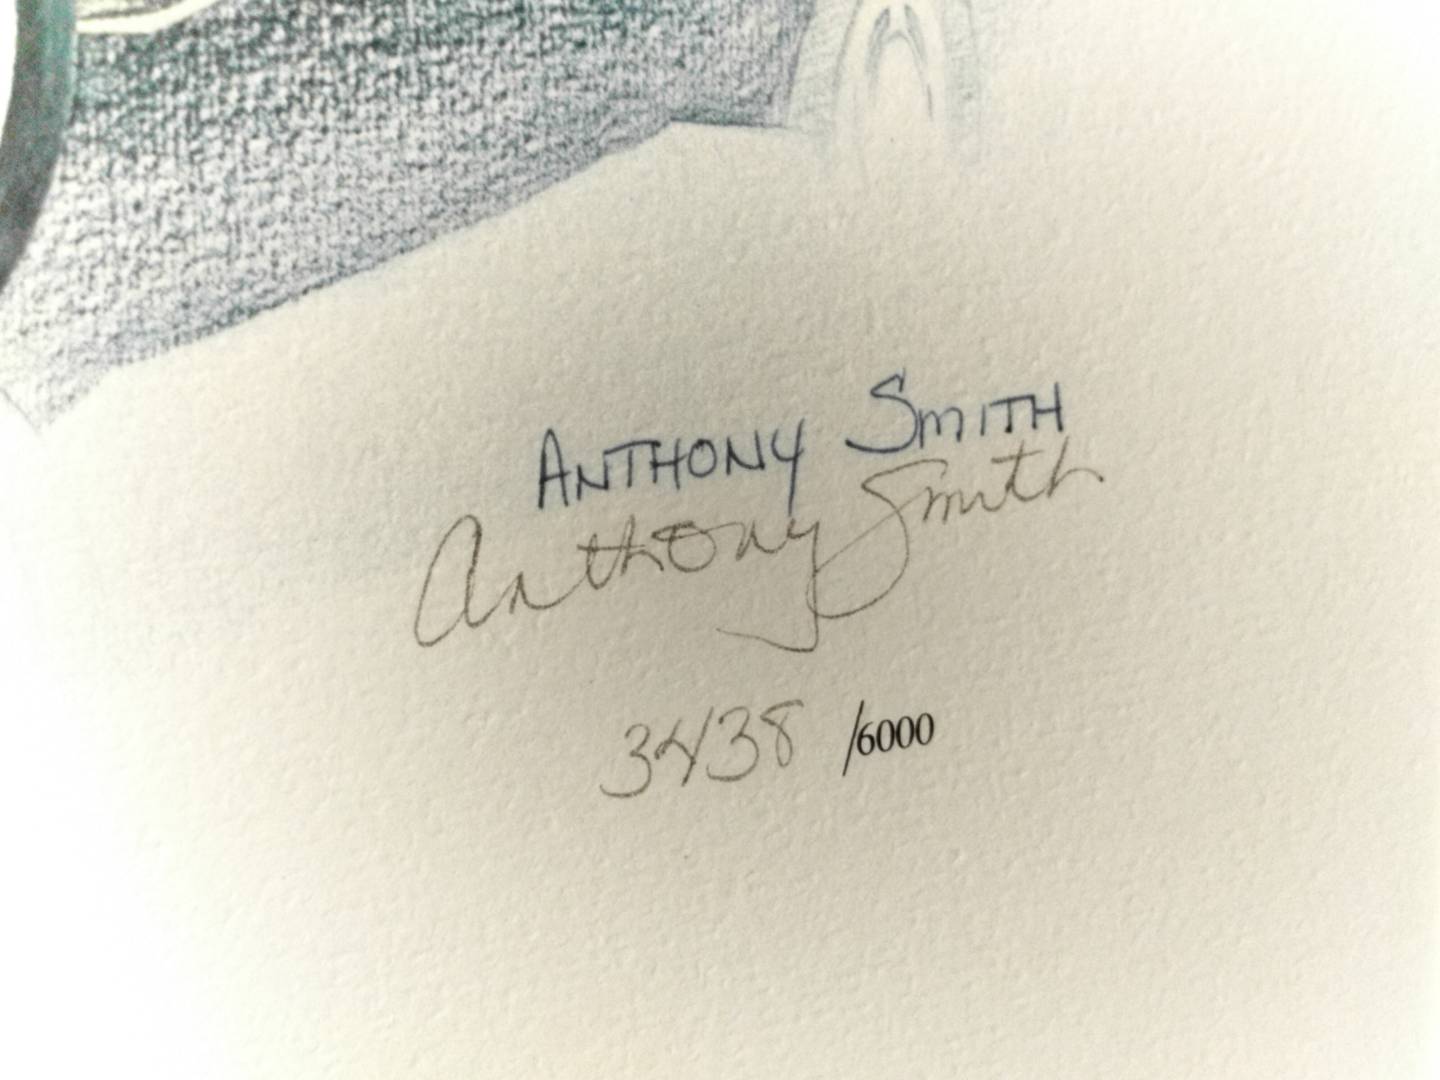 ANTHONY SMITH
Anthony Smith
3438 /6000